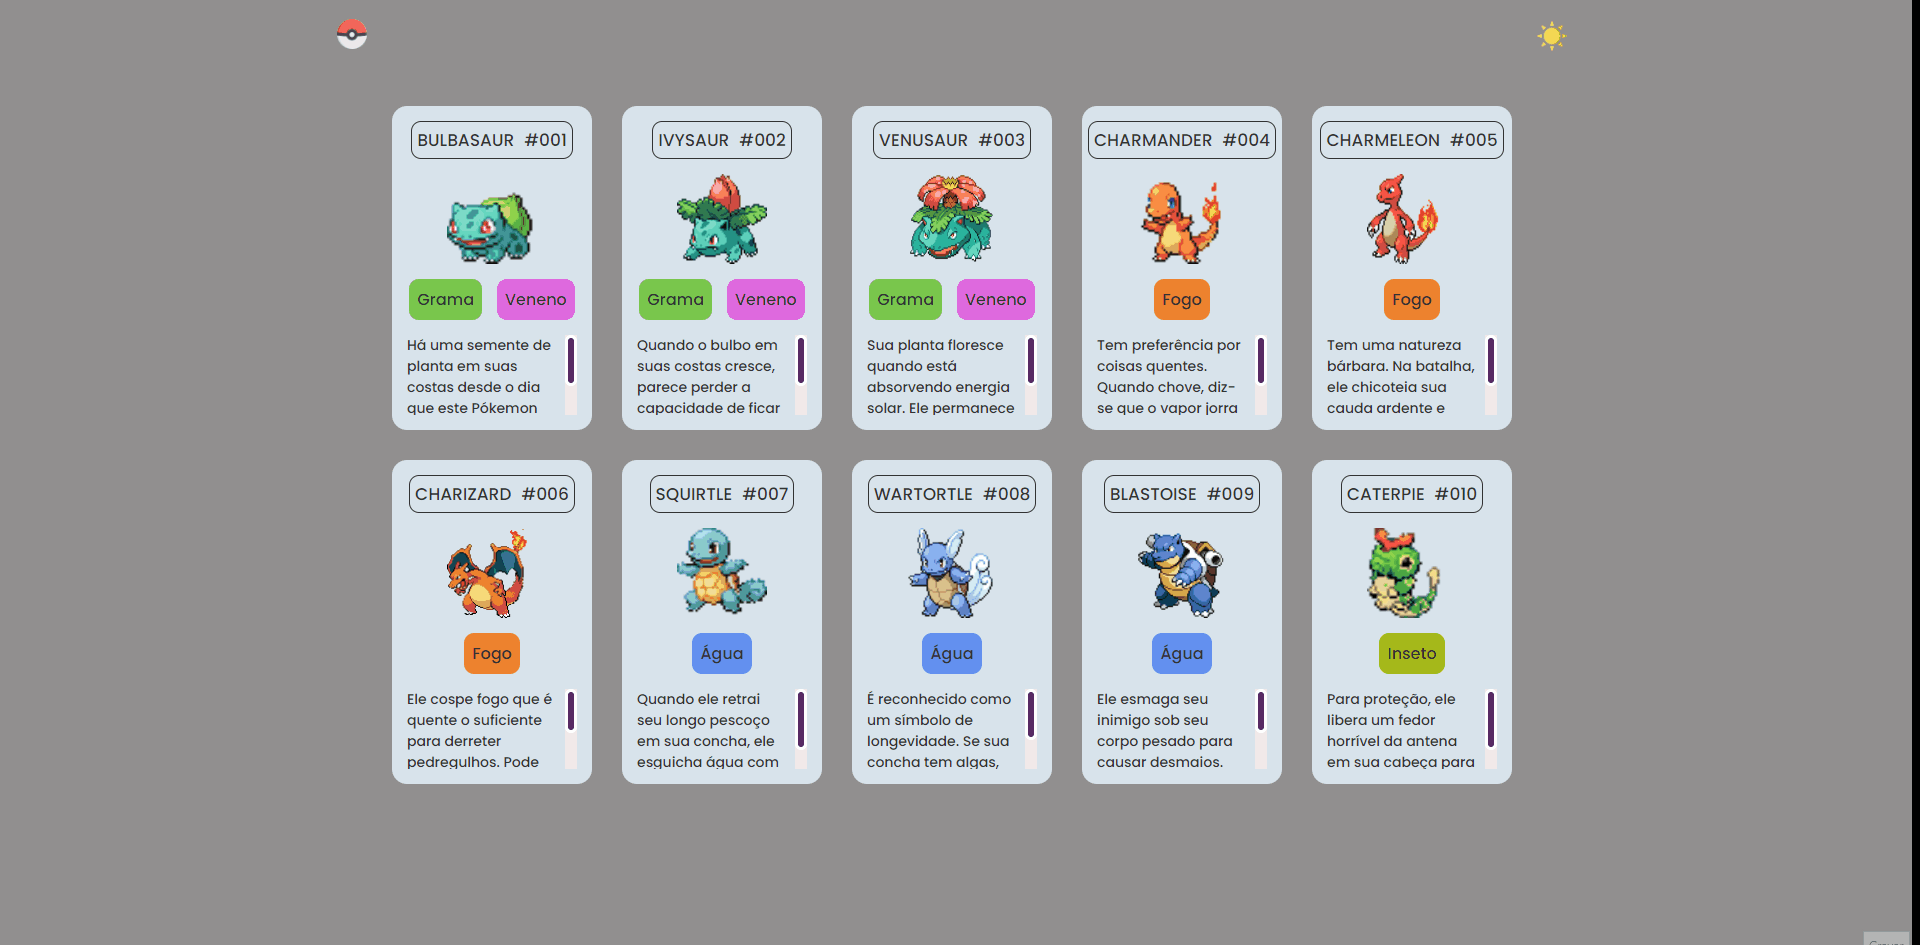 BULBASAUR #001
Grama Veneno
Há uma semente de
planta em suas
costas desde o dia
que este Pókemon
IVYSAUR #002
Grama Veneno
Quando o bulbo em
suas costas cresce,
parece perder a
capacidade de ficar
VENUSAUR #003
Grama Veneno
Sua planta floresce
quando está
absorvendo energia
solar. Ele permanece
CHARMANDER #004
Fogo
Tem preferência por
coisas quentes.
Quando chove, diz-
se que o vapor jorra
CHARMELEON #005
Fogo
Tem uma natureza
bárbara. Na batalha,
ele chicoteia sua
cauda ardente e
CHARIZARD #006
Fogo
Ele cospe fogo que é
quente o suficiente
para derreter
pedregulhos. Pode
SQUIRTLE #007
Água
Quando ele retrai
seu longo pescoço
em sua concha, ele
esguicha água com
WARTORTLE #008
Água
É reconhecido como
um símbolo de
longevidade. Se sua
concha tem algas,
BLASTOISE #009
Água
Ele esmaga seu
inimigo sob seu
corpo pesado para
causar desmaios.
CATERPIE #010
Inseto
Para proteção, ele
libera um fedor
horrível da antena
em sua cabeça para